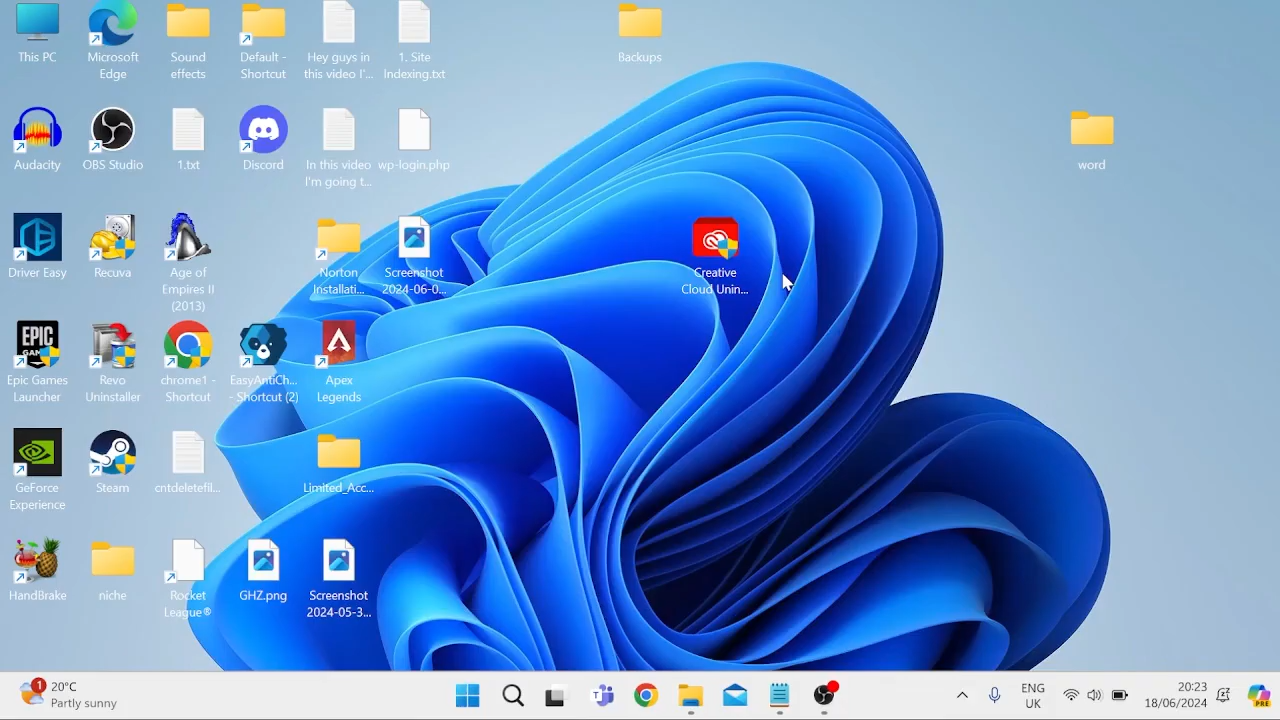 This PC
Microsoft
Edge
Sound
effects
Default -
Shortcut
Hey guys in
this video I'...
1. Site
Indexing.txt
Backups
Audacity
OBS Studio
1.txt
Discord
In this video
I'm going t...
wp-login.php
word
Driver Easy
Recuva
Age of
Empires II
(2013)
Norton
Installati...
Screenshot
2024-06-0...
Creative
Cloud Unin...
EPIC
GAMES
Epic Games
Launcher
Revo
Uninstaller
chrome1 -
Shortcut
EasyAntiCh...
- Shortcut (2)
Apex
Legends
GeForce
Experience
Steam
cntdeletefil...
Limited_Acc...
HandBrake
niche
Rocket
League®
GHZ.png
Screenshot
2024-05-3...
1
20°C
Partly sunny
ENG
UK
20:23
18/06/2024
PRE